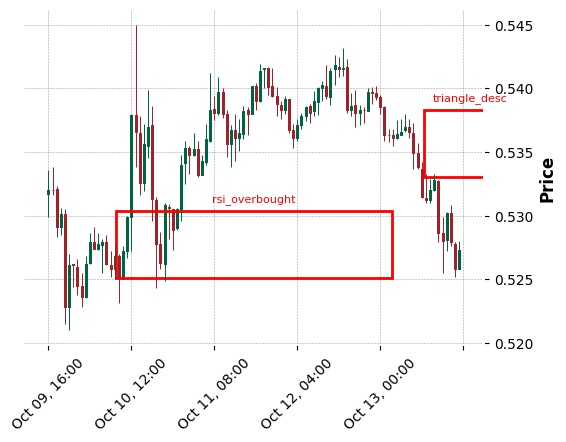 0.545
0.540
triangle_desc
0.535
Price
rsi_overbought
0.530
0.525
0.520
Oct 09, 16:00
Oct 10, 12:00
Oct 11, 08:00
Oct 12, 04:00
Oct 13, 00:00